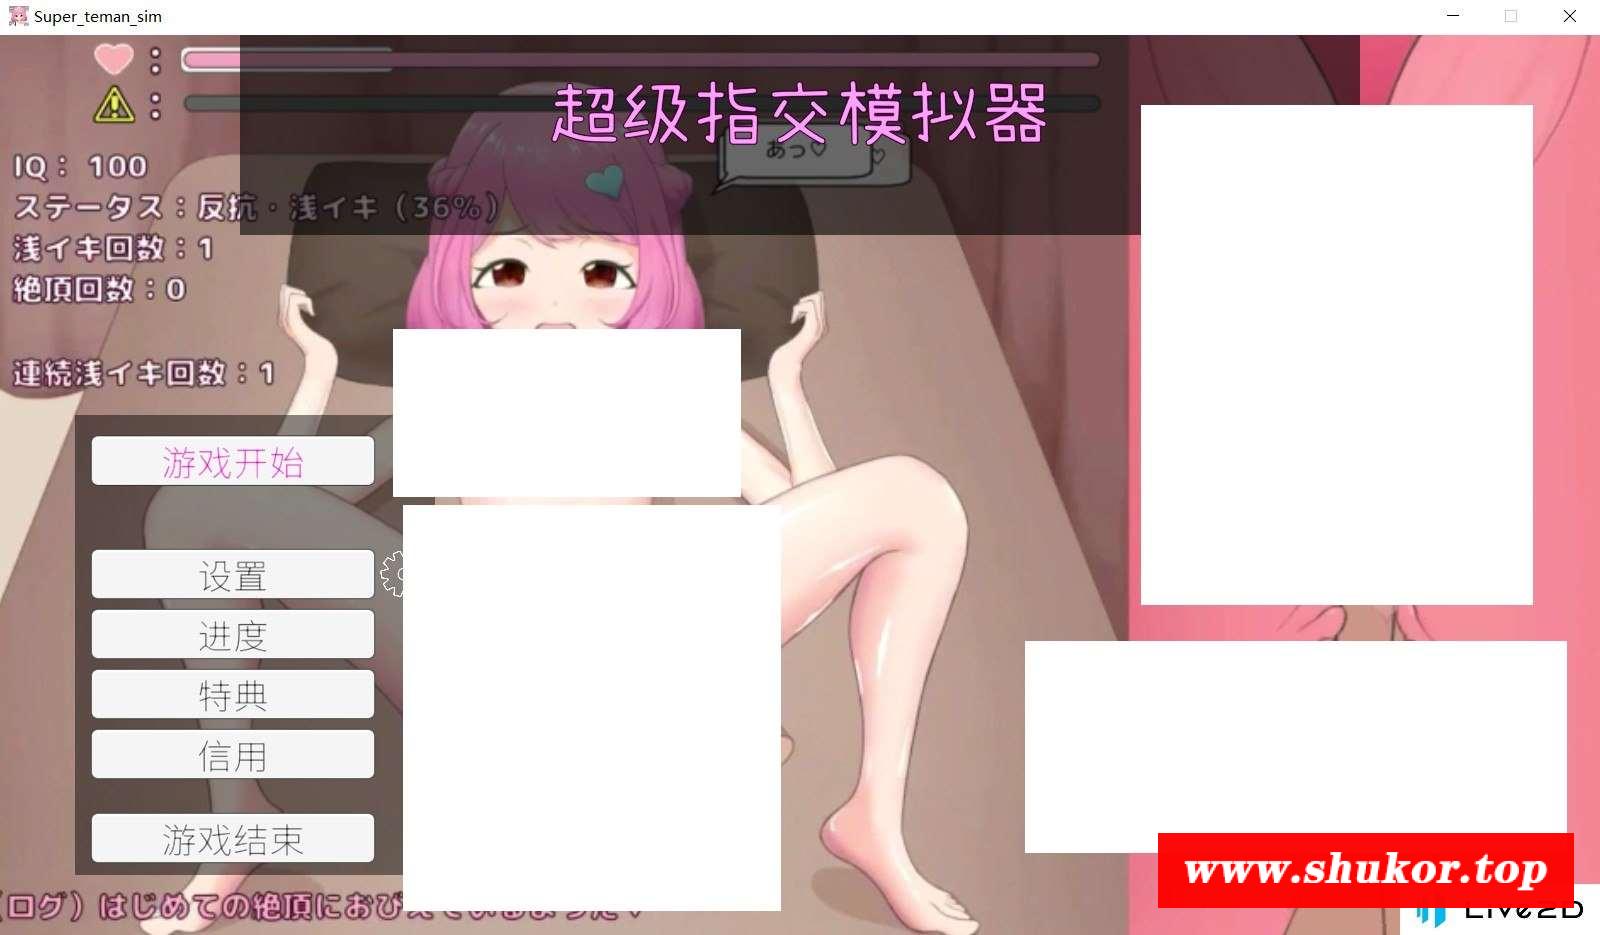 Super_teman_sim
超级指交模拟器
あっ♡
IQ： 100
ステータス：反抗・浅イキ（36%）
浅イキ回数：1
絶頂回数：0
連続浅イキ回数：1
游戏开始
设置
进度
特典
信用
游戏结束
（ログ）はじめての絶頂におび
www.shukor.top
Live2D